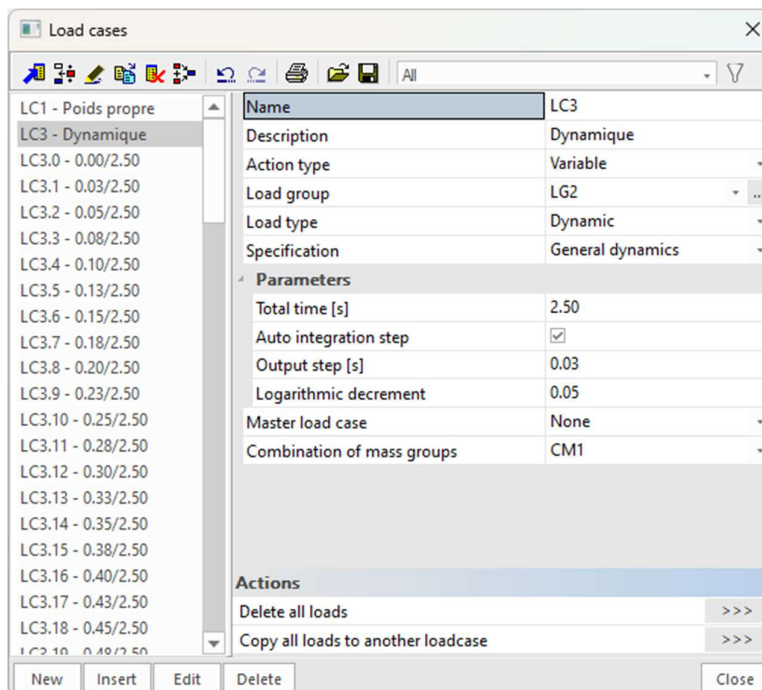 Load cases
All
LC1 - Poids propre
LC3 - Dynamique
LC3.0 - 0.00/2.50
LC3.1 - 0.03/2.50
LC3.2 - 0.05/2.50
LC3.3 - 0.08/2.50
LC3.4 - 0.10/2.50
LC3.5 - 0.13/2.50
LC3.6 - 0.15/2.50
LC3.7 - 0.18/2.50
LC3.8 - 0.20/2.50
LC3.9 - 0.23/2.50
LC3.10 - 0.25/2.50
LC3.11 - 0.28/2.50
LC3.12 - 0.30/2.50
LC3.13 - 0.33/2.50
LC3.14 - 0.35/2.50
LC3.15 - 0.38/2.50
LC3.16 - 0.40/2.50
LC3.17 - 0.43/2.50
LC3.18 - 0.45/2.50
LC3.19 - 0.48/2.50
Name LC3
Description Dynamique
Action type Variable
Load group LG2 ...
Load type Dynamic
Specification General dynamics
Parameters
Total time [s] 2.50
Auto integration step
Output step [s] 0.03
Logarithmic decrement 0.05
Master load case None
Combination of mass groups CM1
Actions
Delete all loads >>>
Copy all loads to another loadcase >>>
New Insert Edit Delete Close